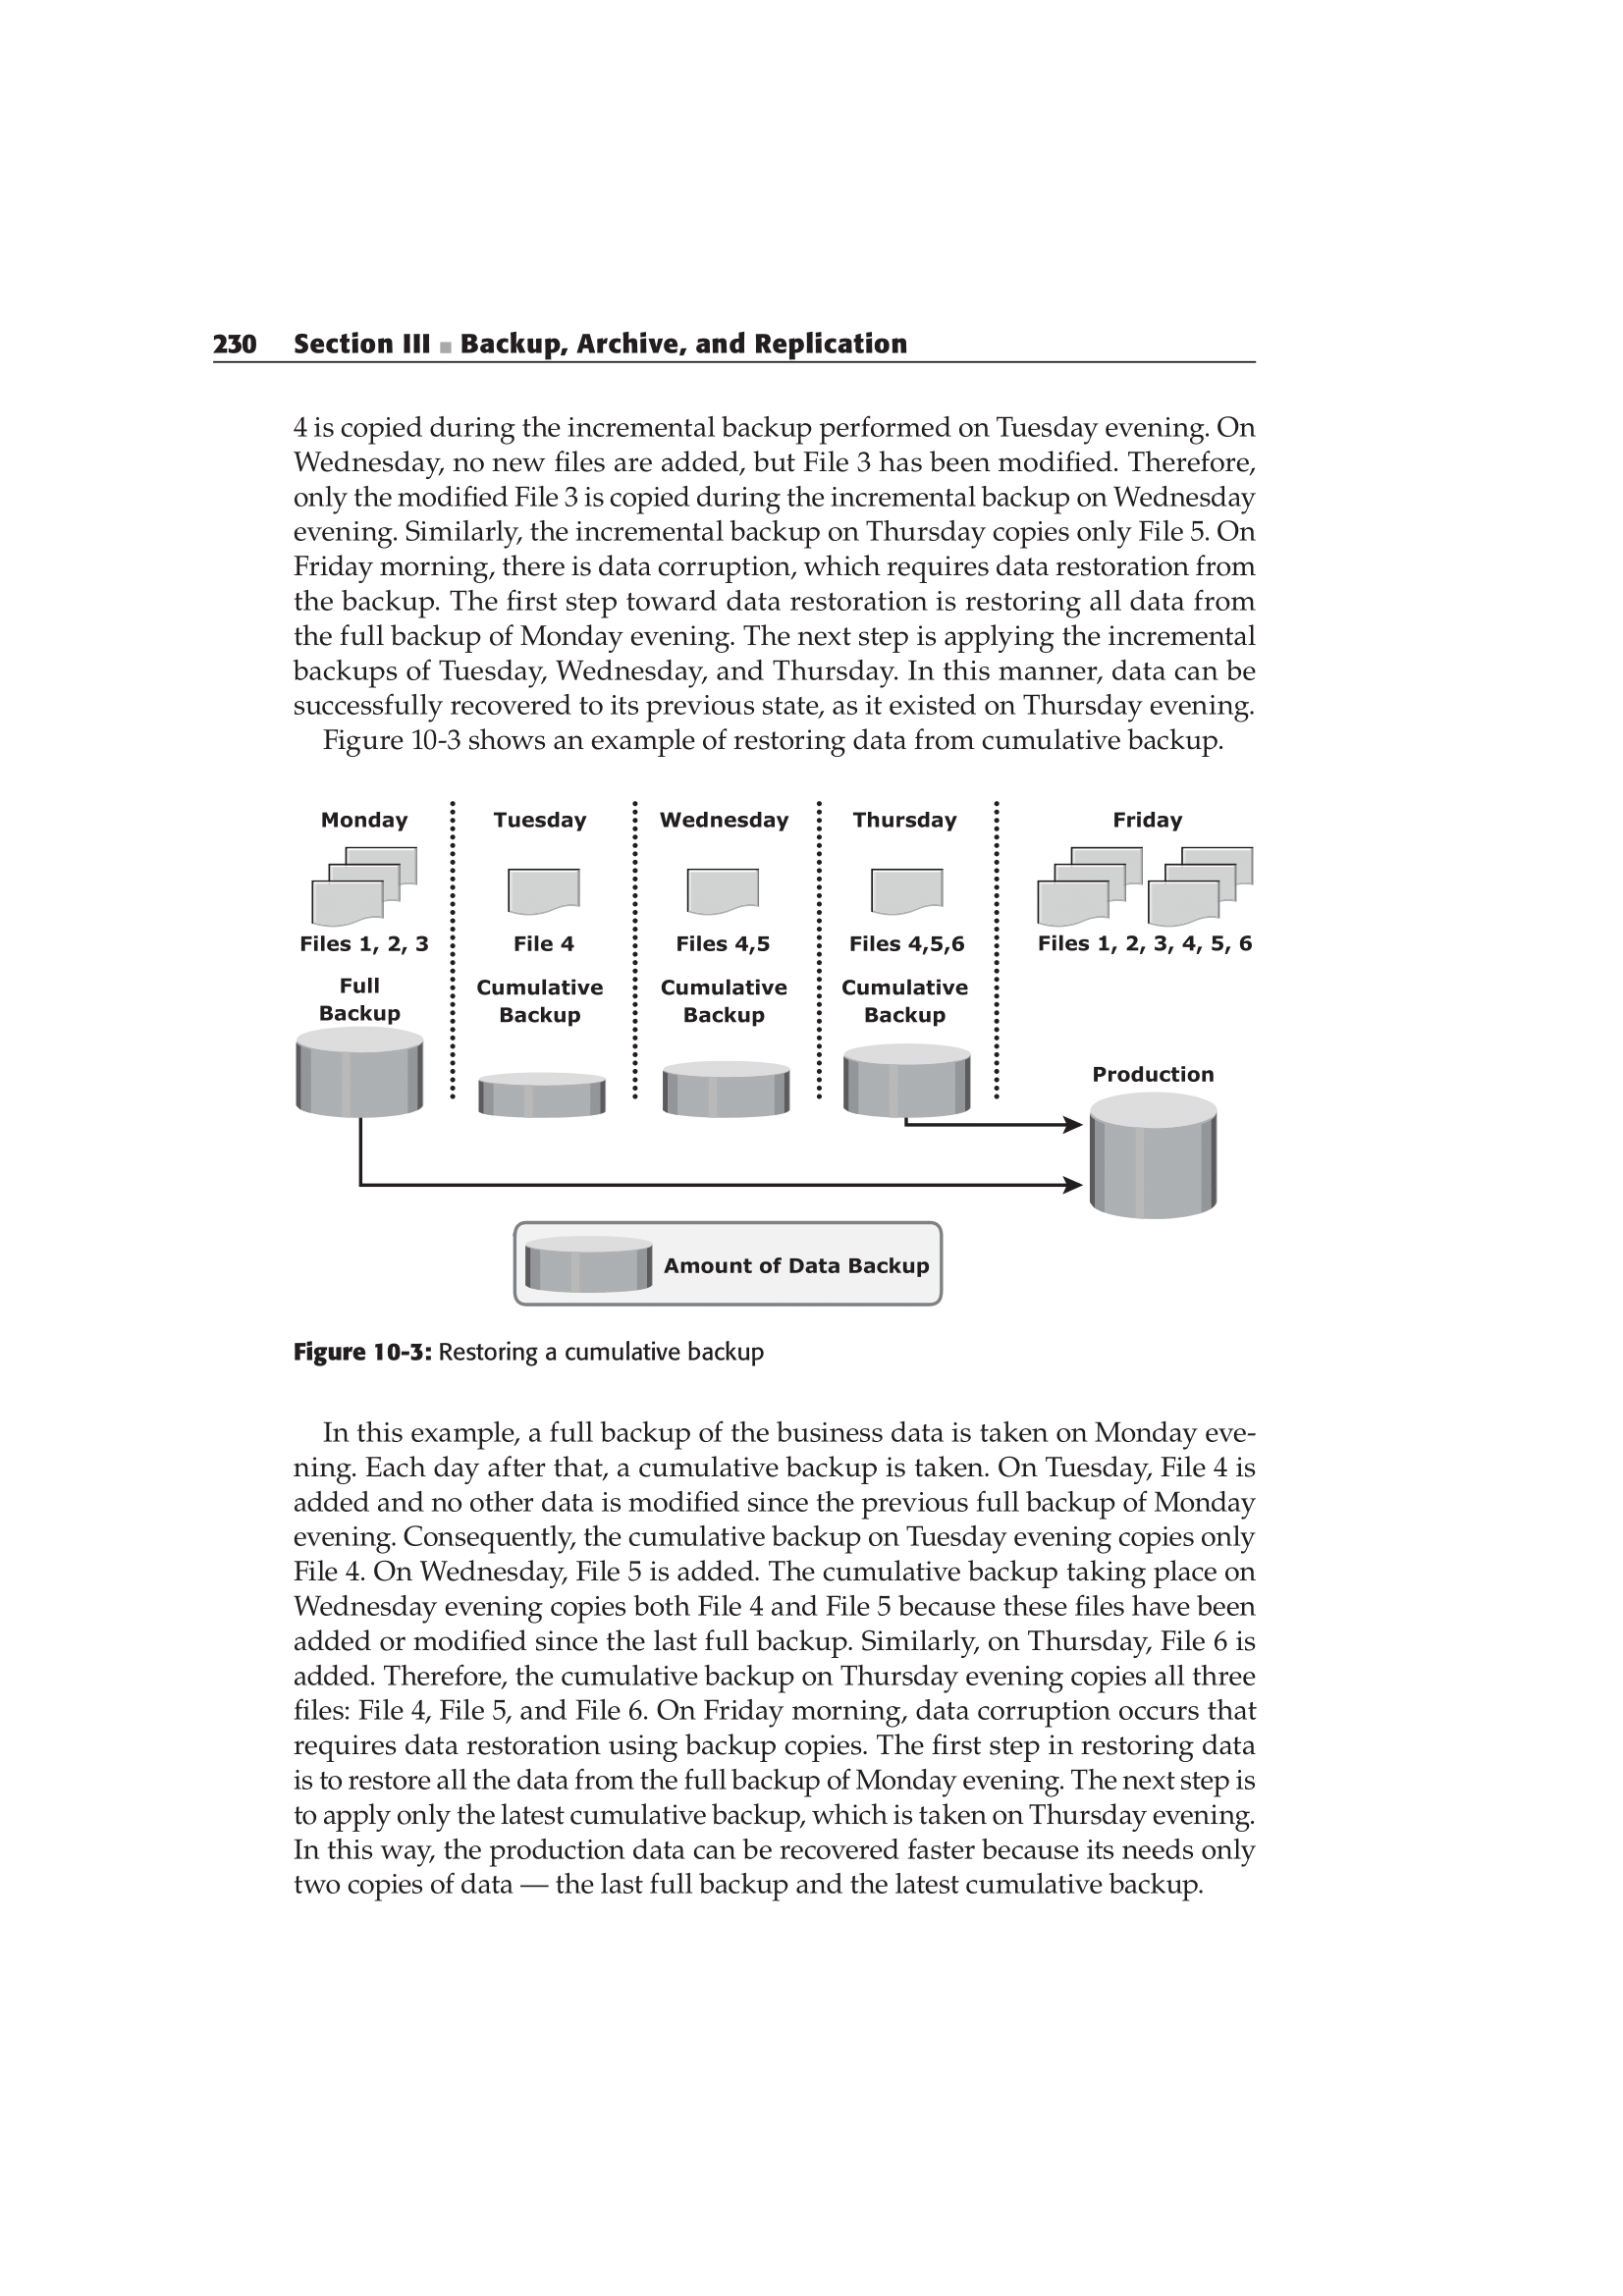 230 Section III ■ Backup, Archive, and Replication
4 is copied during the incremental backup performed on Tuesday evening. On
Wednesday, no new files are added, but File 3 has been modified. Therefore,
only the modified File 3 is copied during the incremental backup on Wednesday
evening. Similarly, the incremental backup on Thursday copies only File 5. On
Friday morning, there is data corruption, which requires data restoration from
the backup. The first step toward data restoration is restoring all data from
the full backup of Monday evening. The next step is applying the incremental
backups of Tuesday, Wednesday, and Thursday. In this manner, data can be
successfully recovered to its previous state, as it existed on Thursday evening.
Figure 10-3 shows an example of restoring data from cumulative backup.
Monday Tuesday Wednesday Thursday Friday
Files 1, 2, 3 File 4 Files 4,5 Files 4,5,6 Files 1, 2, 3, 4, 5, 6
Full Cumulative Cumulative Cumulative
Backup Backup Backup Backup
Production
Amount of Data Backup
Figure 10-3: Restoring a cumulative backup
In this example, a full backup of the business data is taken on Monday eve-
ning. Each day after that, a cumulative backup is taken. On Tuesday, File 4 is
added and no other data is modified since the previous full backup of Monday
evening. Consequently, the cumulative backup on Tuesday evening copies only
File 4. On Wednesday, File 5 is added. The cumulative backup taking place on
Wednesday evening copies both File 4 and File 5 because these files have been
added or modified since the last full backup. Similarly, on Thursday, File 6 is
added. Therefore, the cumulative backup on Thursday evening copies all three
files: File 4, File 5, and File 6. On Friday morning, data corruption occurs that
requires data restoration using backup copies. The first step in restoring data
is to restore all the data from the full backup of Monday evening. The next step is
to apply only the latest cumulative backup, which is taken on Thursday evening.
In this way, the production data can be recovered faster because its needs only
two copies of data — the last full backup and the latest cumulative backup.